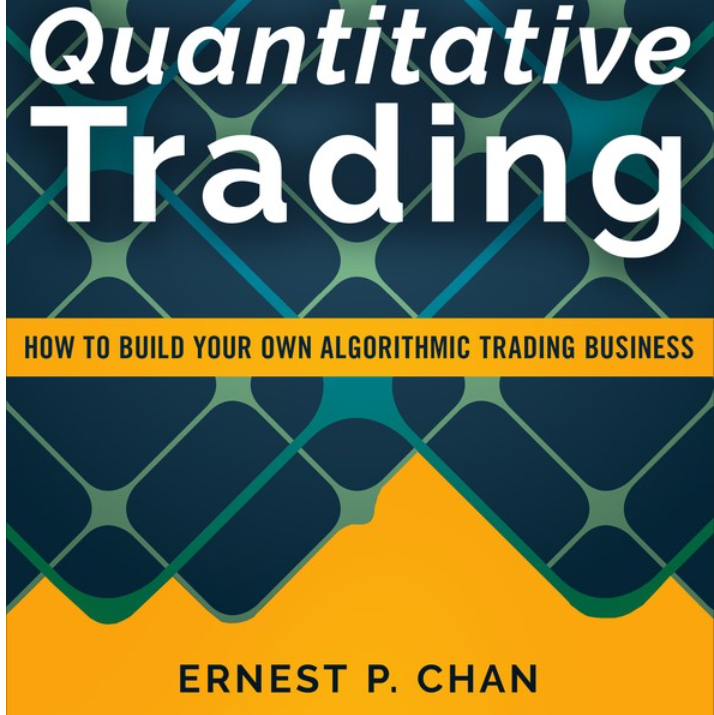 Quantitative
Trading
HOW TO BUILD YOUR OWN ALGORITHMIC TRADING BUSINESS
ERNEST P. CHAN